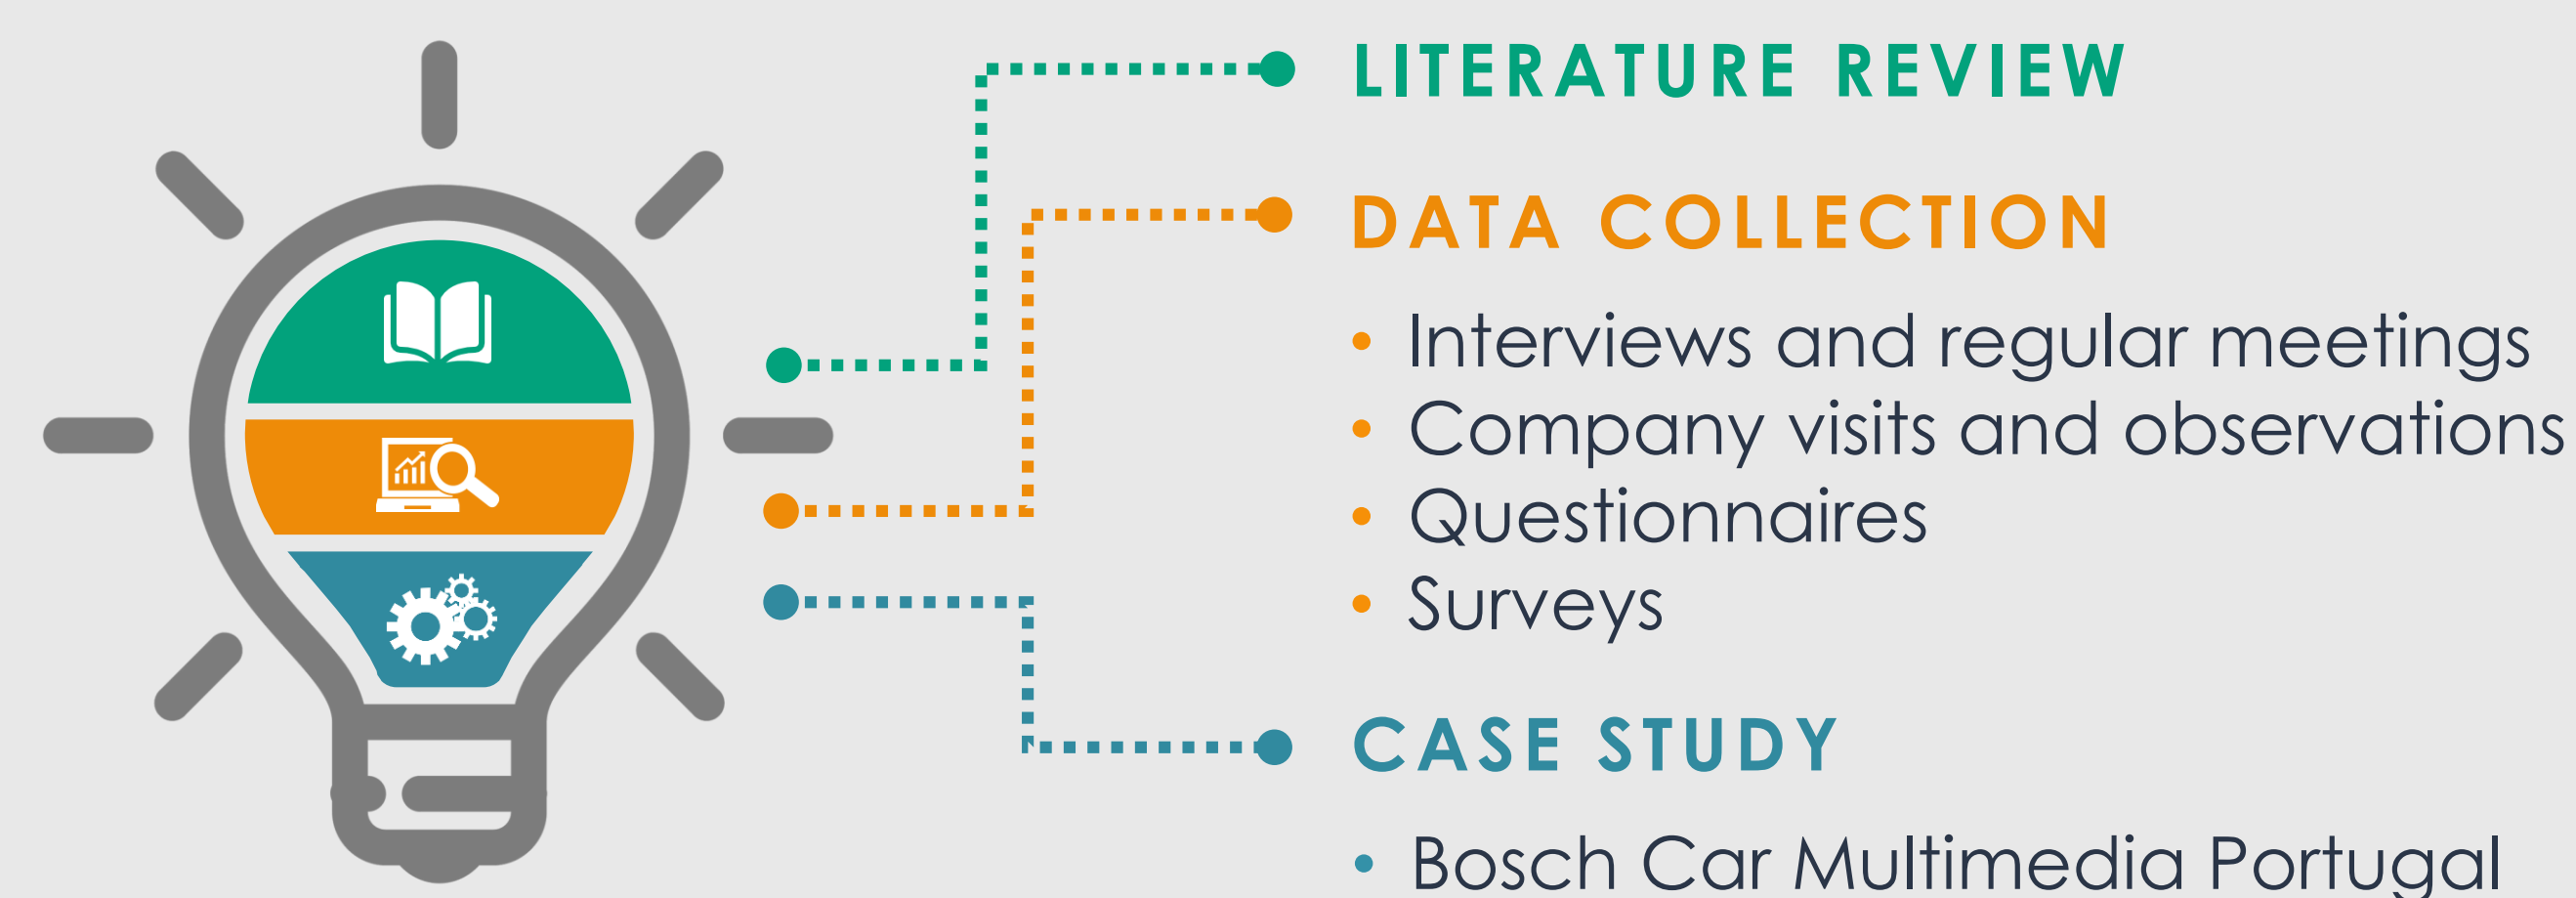 LITERATURE REVIEW
DATA COLLECTION
• Interviews and regular meetings
• Company visits and observations
• Questionnaires
• Surveys
CASE STUDY
• Bosch Car Multimedia Portugal